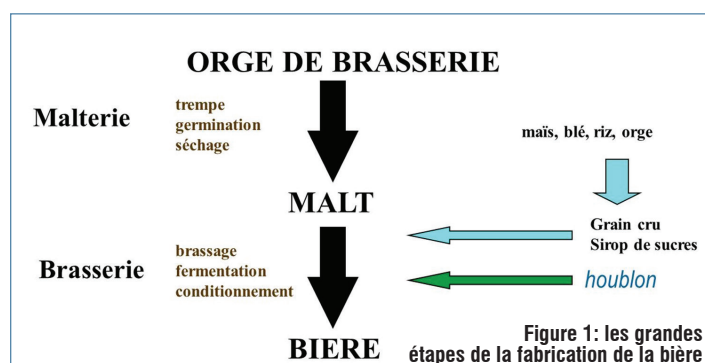 ORGE DE BRASSERIE
Malterie
trempe
germination
séchage
maïs, blé, riz, orge
MALT
Grain cru
Sirop de sucres
Brasserie
brassage
fermentation
conditionnement
houblon
BIERE
Figure 1: les grandes
étapes de la fabrication de la bière